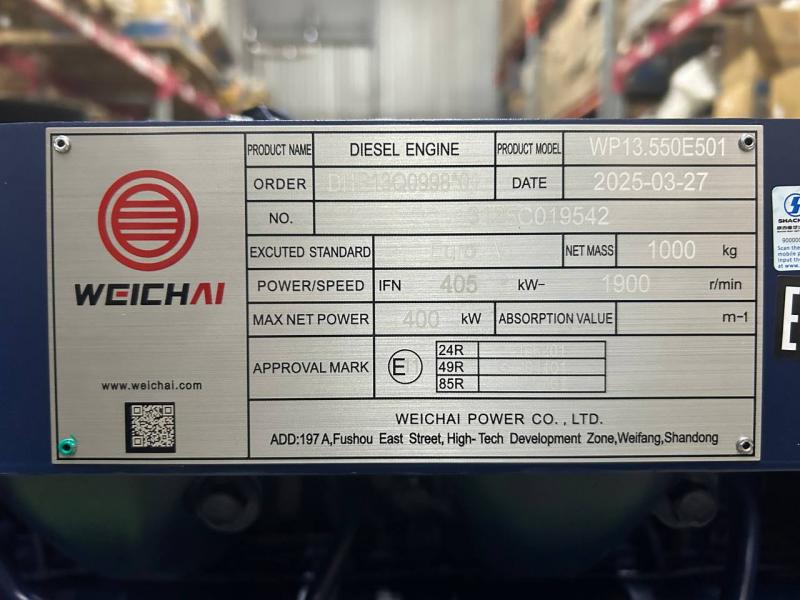 PRODUCT NAME DIESEL ENGINE PRODUCT MODEL WP13.550E501
ORDER DATE 2025-03-27
NO. C019542
EXCUTED STANDARD NET MASS 1000 kg
POWER/SPEED IFN 405 kW- 1900 r/min
MAX NET POWER 400 kW ABSORPTION VALUE m-1
APPROVAL MARK E 24R
49R
85R
WEICHAI
www.weichai.com
WEICHAI POWER CO., LTD.
ADD:197 A,Fushou East Street, High-Tech Development Zone,Weifang,Shandong
SHAC
E